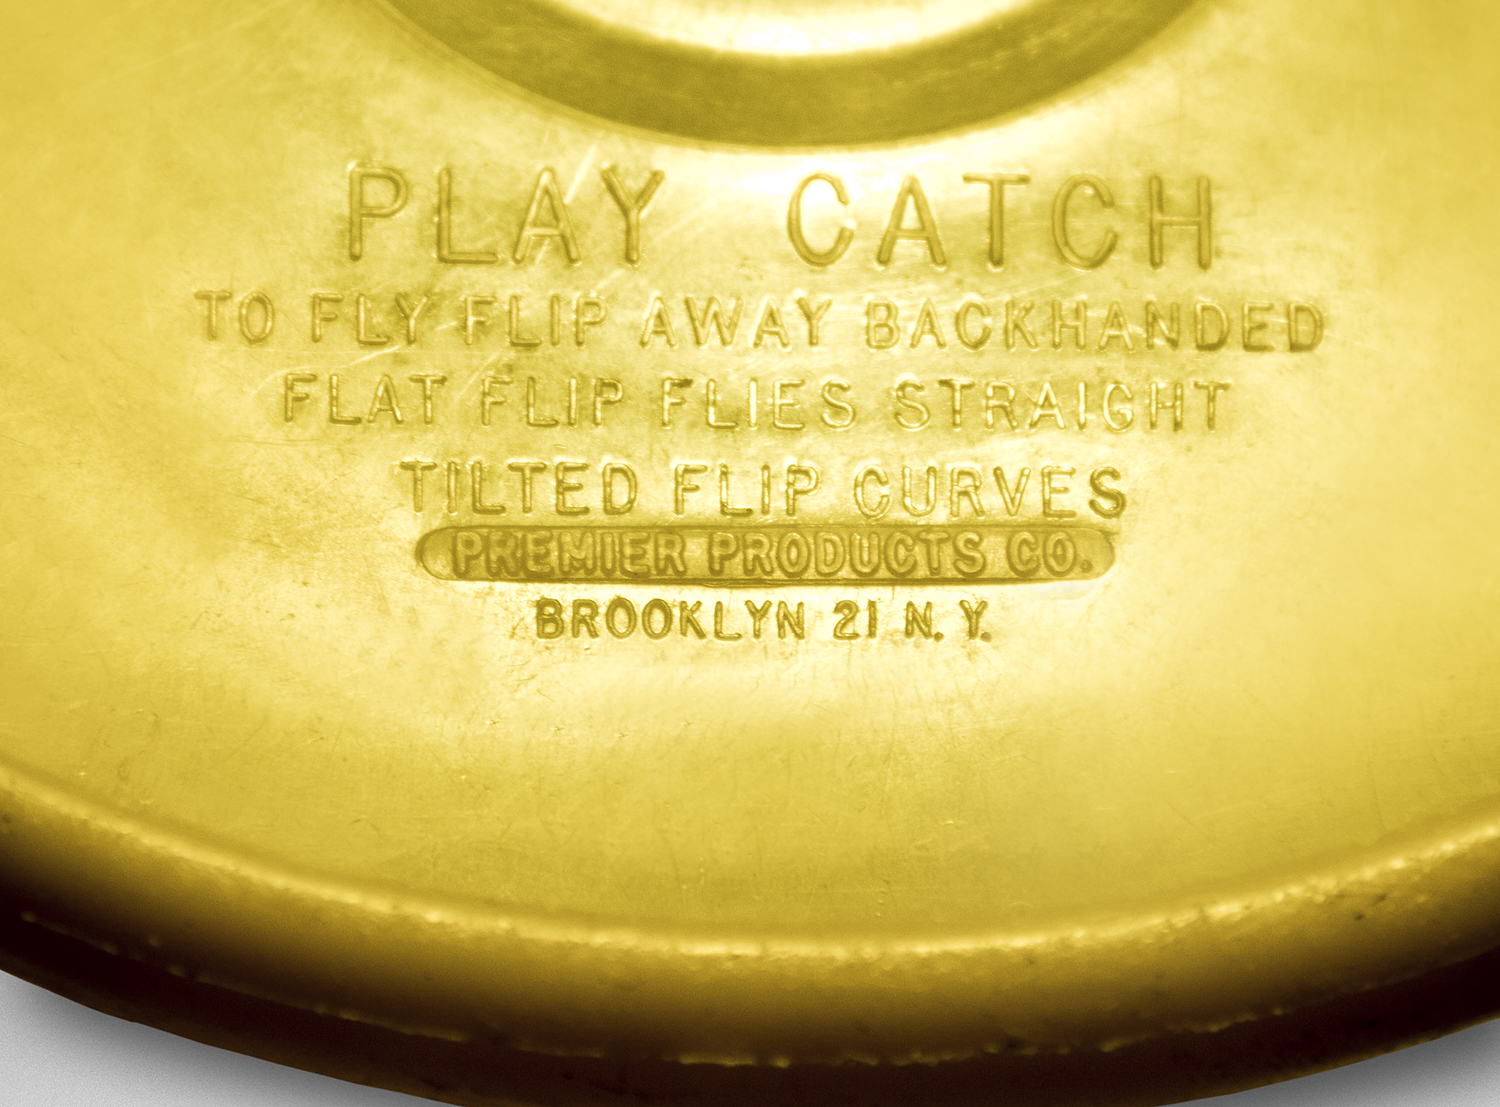 PLAY CATCH
TO FLY FLIP AWAY BACKHANDED
FLAT FLIP FLIES STRAIGHT
TILTED FLIP CURVES
PREMIER PRODUCTS CO.
BROOKLYN 21 N. Y.